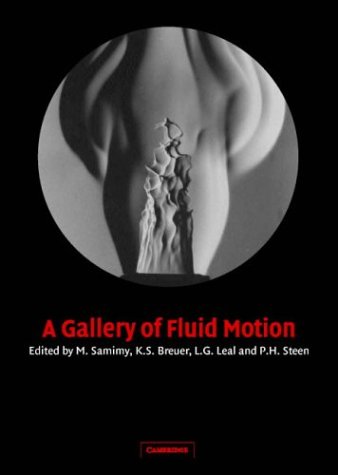 A Gallery of Fluid Motion
Edited by M. Samimy, K.S. Breuer, L.G. Leal and P.H. Steen
CAMBRIDGE